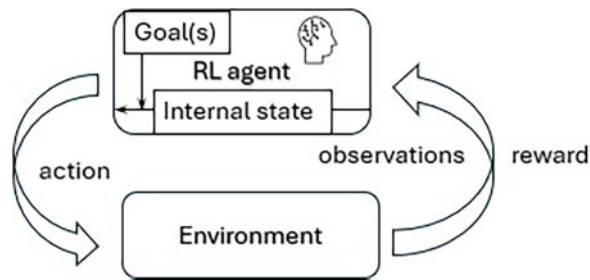 Goal(s)
RL agent
Internal state
observations
reward
action
Environment